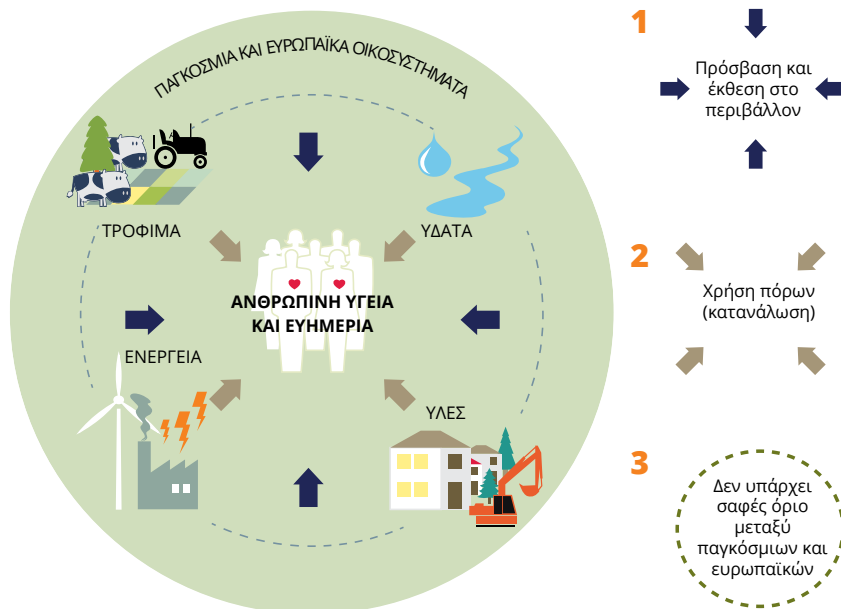 ΠΑΓΚΟΣΜΙΑ ΚΑΙ ΕΥΡΩΠΑΪΚΑ ΟΙΚΟΣΥΣΤΗΜΑΤΑ
ΤΡΟΦΙΜΑ
ΥΔΑΤΑ
ΑΝΘΡΩΠΙΝΗ ΥΓΕΙΑ
ΚΑΙ ΕΥΗΜΕΡΙΑ
ΕΝΕΡΓΕΙΑ
ΥΛΕΣ
1
Πρόσβαση και
έκθεση στο
περιβάλλον
2
Χρήση πόρων
(κατανάλωση)
3
Δεν υπάρχει
σαφές όριο
μεταξύ
παγκόσμιων και
ευρωπαϊκών